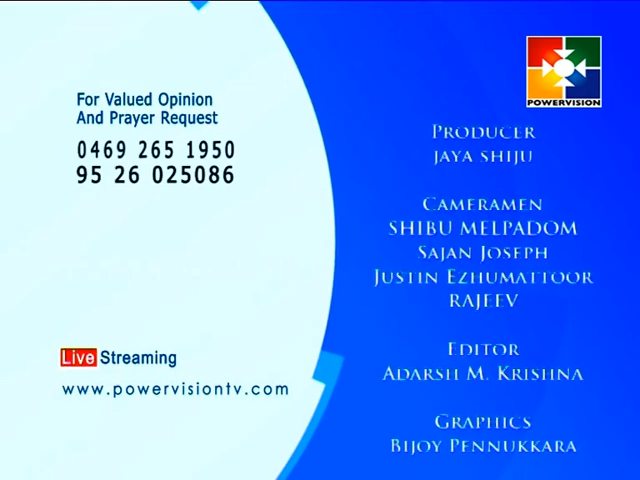 For Valued Opinion
And Prayer Request
0469 265 1950
95 26 025086
Live Streaming
www.powervisiontv.com
POWERVISION
PRODUCER
JAYA SHIJU
CAMERAMEN
SHIBU MELPADOM
SAJAN JOSEPH
JUSTIN EZHUMATTOOR
RAJEEV
EDITOR
ADARSH M. KRISHNA
GRAPHICS
BIJOY PENNUKKARA